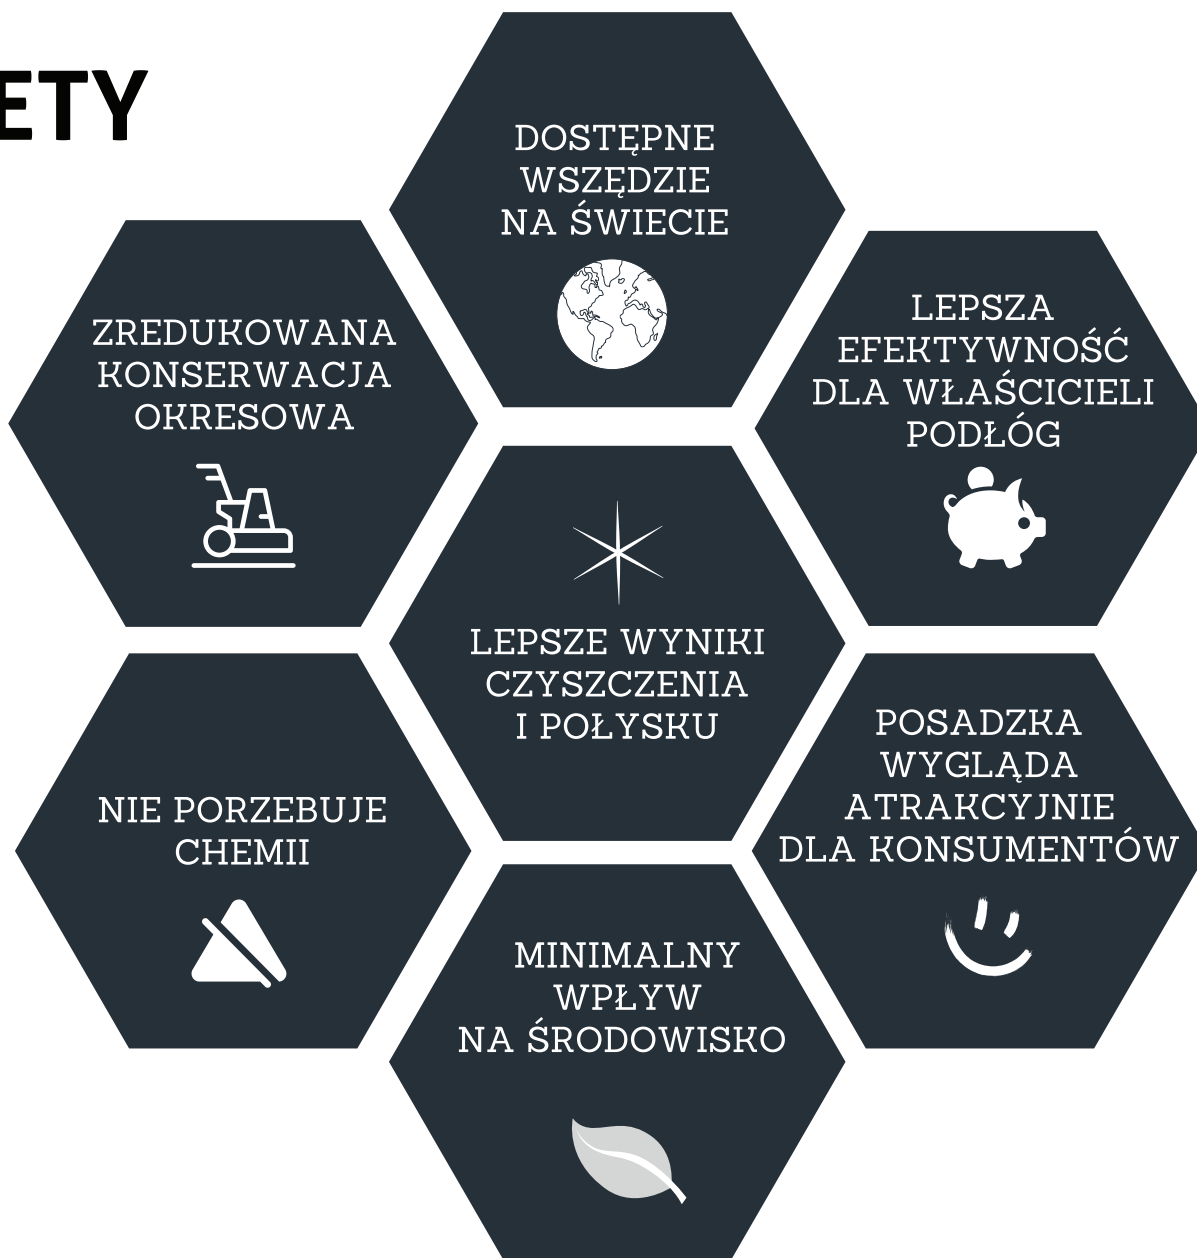 ETY
DOSTĘPNE
WSZĘDZIE
NA ŚWIECIE
ZREDUKOWANA
KONSERWACJA
OKRESOWA
LEPSZA
EFEKTYWNOŚĆ
DLA WŁAŚCICIELI
PODŁÓG
LEPSZE WYNIKI
CZYSZCZENIA
I POŁYSKU
NIE PORZEBUJE
CHEMII
POSADZKA
WYGLĄDA
ATRAKCYJNIE
DLA KONSUMENTÓW
MINIMALNY
WPŁYW
NA ŚRODOWISKO